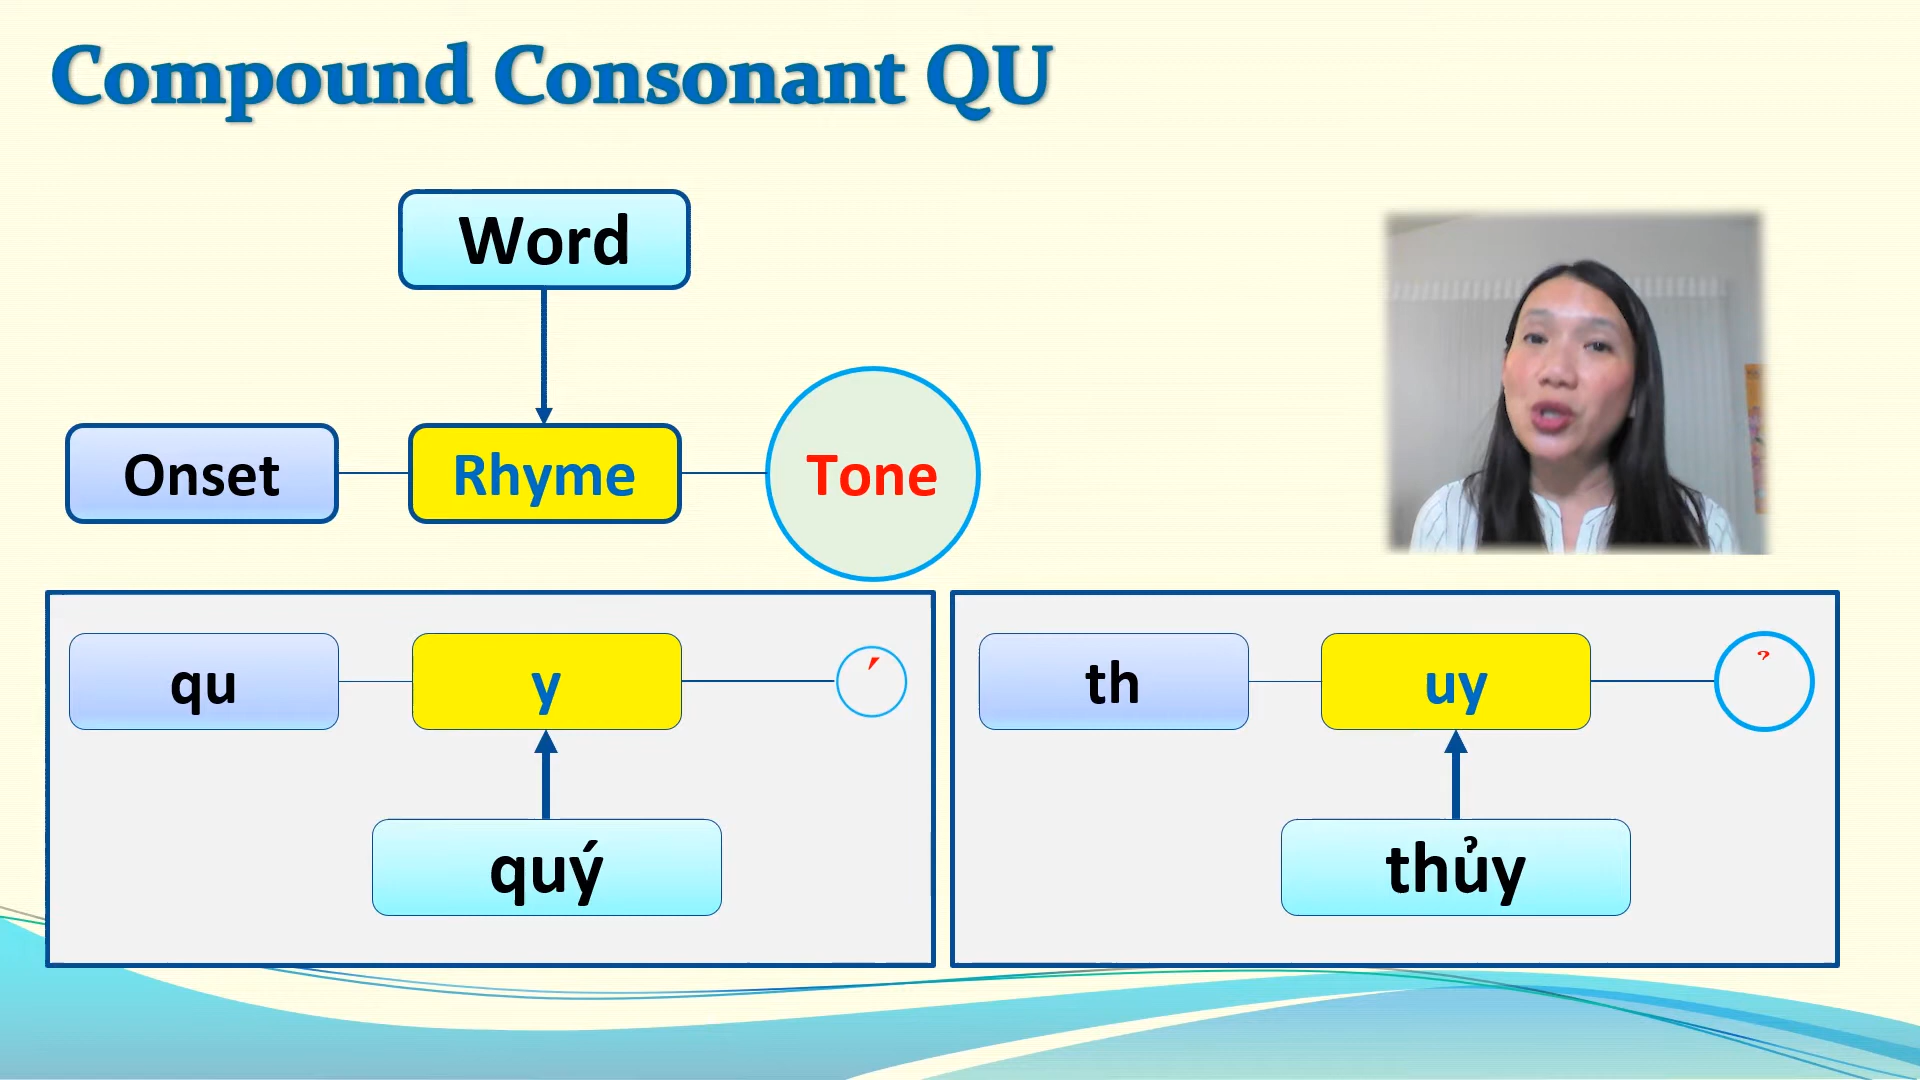 Compound Consonant QU
Word
Onset
Rhyme
Tone
qu
y
´
quý
th
uy
̉
thủy